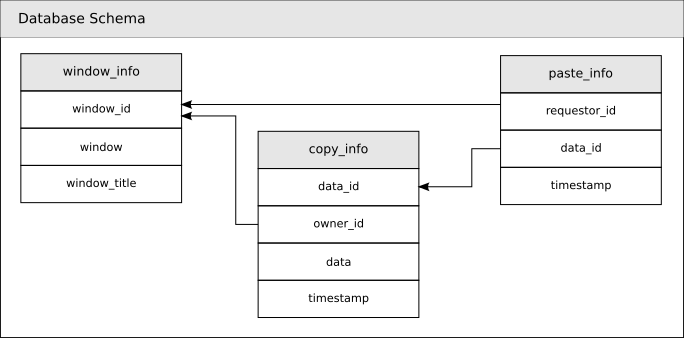 Database Schema
window_info
window_id
window
window_title
copy_info
data_id
owner_id
data
timestamp
paste_info
requestor_id
data_id
timestamp